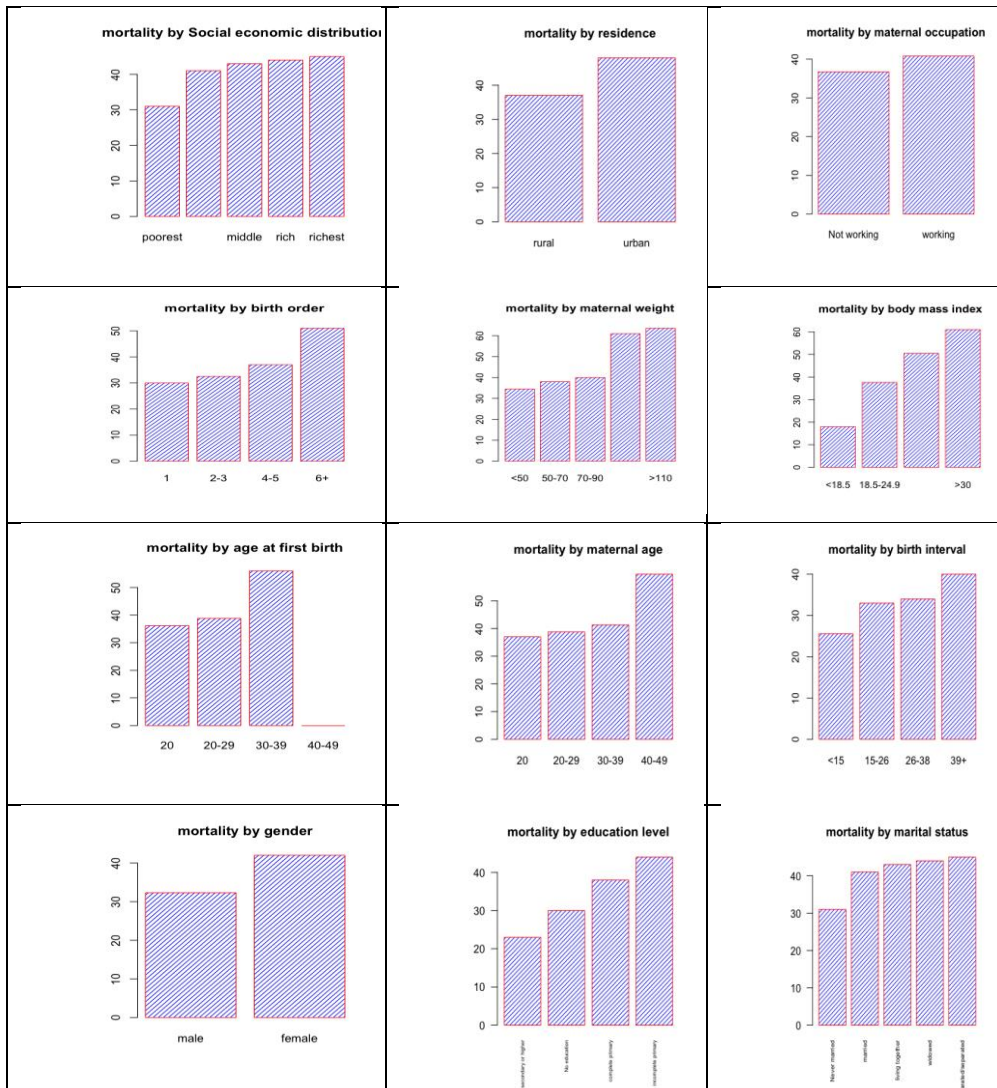 mortality by Social economic distribution
40
30
20
10
0
poorest middle rich richest
mortality by residence
40
30
20
10
0
rural urban
mortality by maternal occupation
40
30
20
10
0
Not working working
mortality by birth order
50
40
30
20
10
0
1 2-3 4-5 6+
mortality by maternal weight
60
50
40
30
20
10
0
<50 50-70 70-90 >110
mortality by body mass index
60
50
40
30
20
10
0
<18.5 18.5-24.9 >30
mortality by age at first birth
50
40
30
20
10
0
20 20-29 30-39 40-49
mortality by maternal age
50
40
30
20
10
0
20 20-29 30-39 40-49
mortality by birth interval
40
30
20
10
0
<15 15-26 26-38 39+
mortality by gender
40
30
20
10
0
male female
mortality by education level
40
30
20
10
0
secondary or higher
No education
complete primary
incomplete primary
mortality by marital status
40
30
20
10
0
Never married
married
living together
widowed